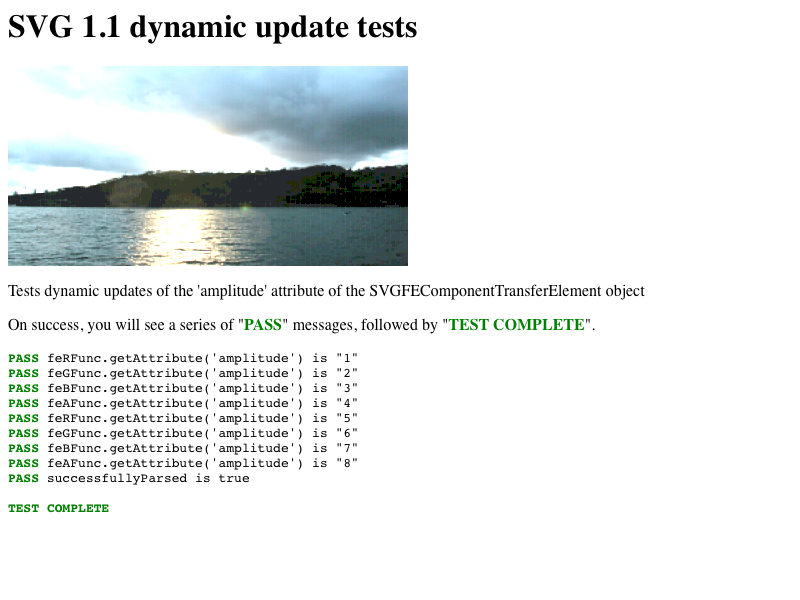 SVG 1.1 dynamic update tests
Tests dynamic updates of the 'amplitude' attribute of the SVGFEComponentTransferElement object
On success, you will see a series of "PASS" messages, followed by "TEST COMPLETE".
PASS feRFunc.getAttribute('amplitude') is "1"
PASS feGFunc.getAttribute('amplitude') is "2"
PASS feBFunc.getAttribute('amplitude') is "3"
PASS feAFunc.getAttribute('amplitude') is "4"
PASS feRFunc.getAttribute('amplitude') is "5"
PASS feGFunc.getAttribute('amplitude') is "6"
PASS feBFunc.getAttribute('amplitude') is "7"
PASS feAFunc.getAttribute('amplitude') is "8"
PASS successfullyParsed is true
TEST COMPLETE